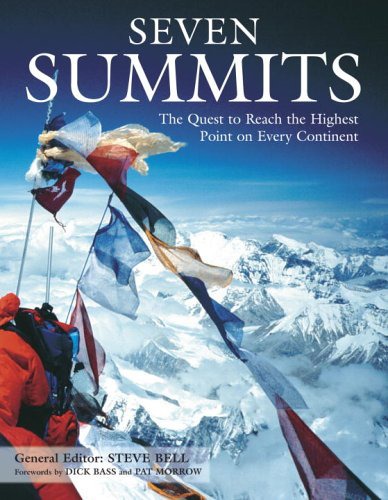 SEVEN
SUMMITS
The Quest to Reach the Highest
Point on Every Continent
General Editor: STEVE BELL
Forewords by DICK BASS and PAT MORROW